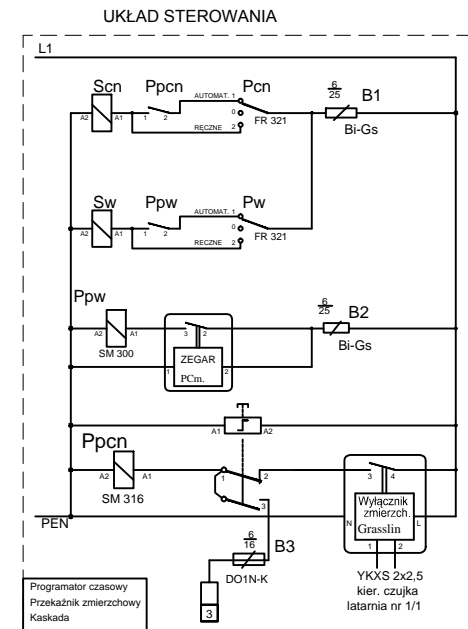 UKŁAD STEROWANIA
L1
Scn Ppcn Pcn 6/25 B1
AUTOMAT. 1
0
A2 A1 1 2 FR 321 Bi-Gs
RĘCZNE 2
Sw Ppw Pw
AUTOMAT. 1
0
A2 A1 1 2 FR 321
RĘCZNE 2
Ppw 6/25 B2
A2 A1 3 2
SM 300 Bi-Gs
ZEGAR
1 2
PCm.
A1 A2
Ppcn
A2 A1 1 2 3 4
SM 316
3
Wyłącznik
zmierzch.
PEN N L
Grasslin
6/16 B3
1 2
DO1N-K
YKXS 2x2,5
kier. czujka
latarnia nr 1/1
3
Programator czasowy
Przekaźnik zmierzchowy
Kaskada